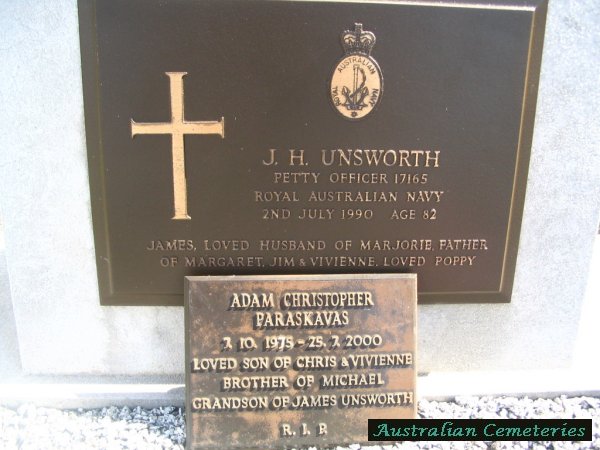 ROYAL AUSTRALIAN NAVY
J. H. UNSWORTH
PETTY OFFICER 17165
ROYAL AUSTRALIAN NAVY
2ND JULY 1990 AGE 82
JAMES, LOVED HUSBAND OF MARJORIE, FATHER
OF MARGARET, JIM & VIVIENNE. LOVED POPPY
ADAM CHRISTOPHER
PARASKAVAS
7. 10. 1975 - 25. 7. 2000
LOVED SON OF CHRIS & VIVIENNE
BROTHER OF MICHAEL
GRANDSON OF JAMES UNSWORTH
R. I. P.
Australian Cemeteries